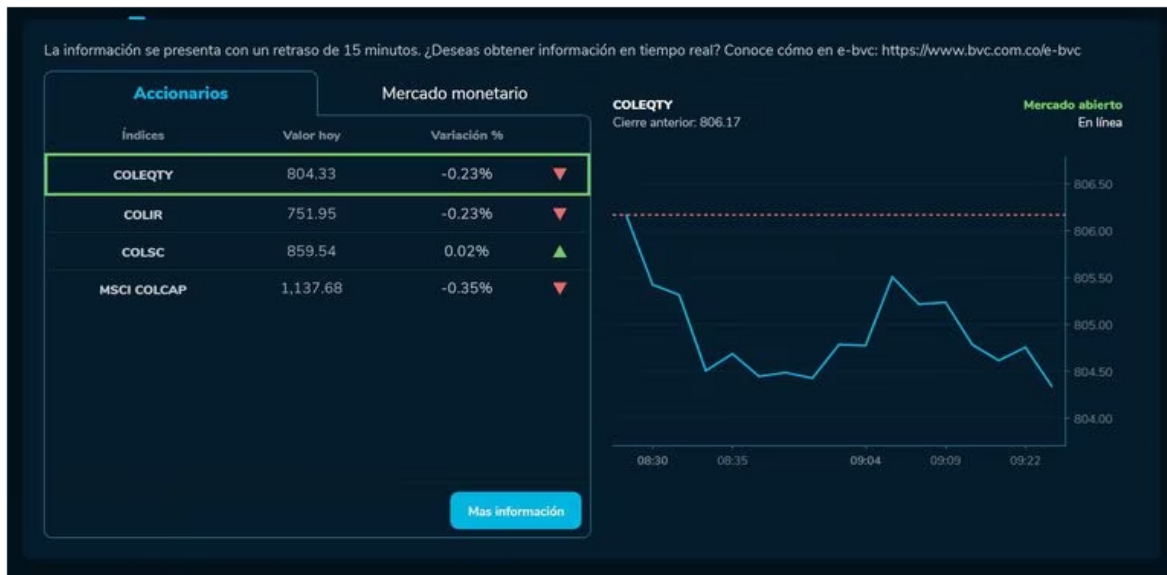 La información se presenta con un retraso de 15 minutos. ¿Deseas obtener información en tiempo real? Conoce cómo en e-bvc: https://www.bvc.com.co/e-bvc
Accionarios Mercado monetario
Índices Valor hoy Variación %
COLEQTY 804.33 -0.23%
COLIR 751.95 -0.23%
COLSC 859.54 0.02%
MSCI COLCAP 1,137.68 -0.35%
Mas información
COLEQTY Mercado abierto
Cierre anterior: 806.17 En línea
806.50
806.00
805.50
805.00
804.50
804.00
08:30 08:35 09:04 09:09 09:22